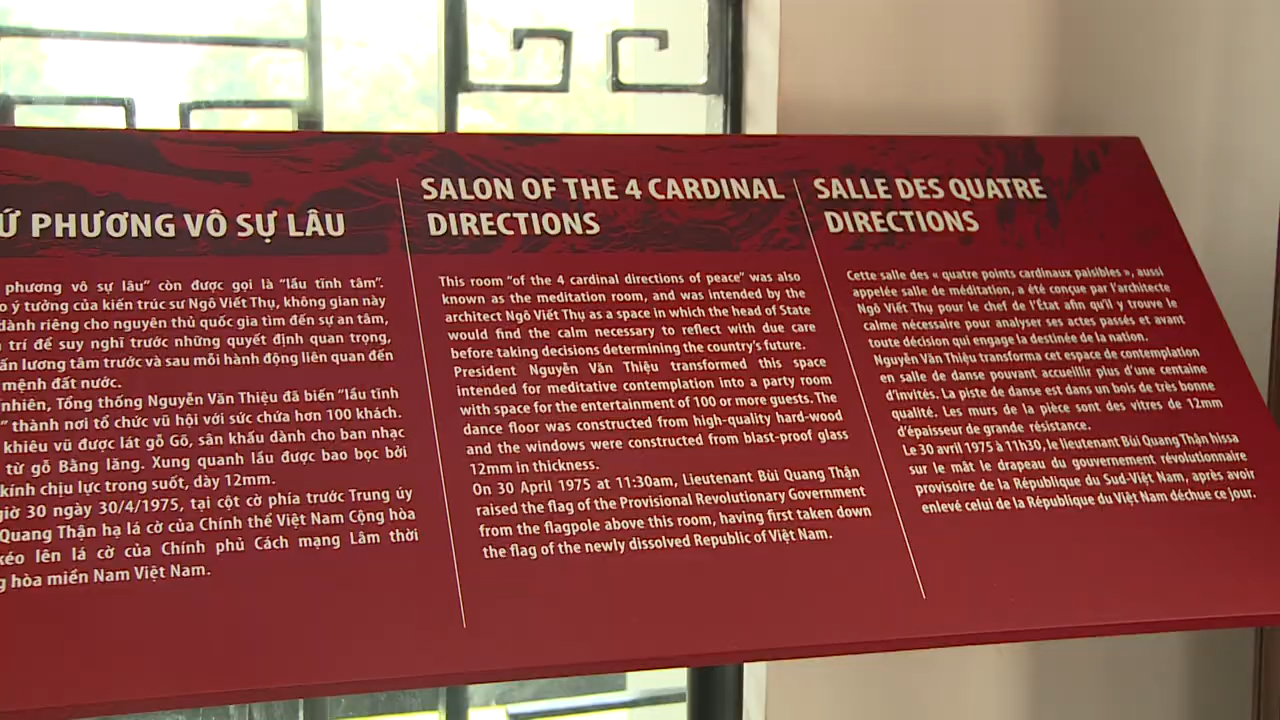 PHƯƠNG VÔ SỰ LÂU
phương vô sự lâu” còn được gọi là “lầu tĩnh tâm”.
ý tưởng của kiến trúc sư Ngô Viết Thụ, không gian này
dành riêng cho nguyên thủ quốc gia tìm đến sự an tâm,
trí để suy nghĩ trước những quyết định quan trọng,
lương tâm trước và sau mỗi hành động liên quan đến
mệnh đất nước.
nhiên, Tổng thống Nguyễn Văn Thiệu đã biến “lầu tĩnh
” thành nơi tổ chức vũ hội với sức chứa hơn 100 khách.
khiêu vũ được lát gỗ Gõ, sân khấu dành cho ban nhạc
từ gỗ Bằng lăng. Xung quanh lầu được bao bọc bởi
kính chịu lực trong suốt, dày 12mm.
giờ 30 ngày 30/4/1975, tại cột cờ phía trước Trung úy
Quang Thận hạ lá cờ của Chính thể Việt Nam Cộng hòa
kéo lên lá cờ của Chính phủ Cách mạng Lâm thời
hòa miền Nam Việt Nam.
SALON OF THE 4 CARDINAL
DIRECTIONS
This room “of the 4 cardinal directions of peace” was also
known as the meditation room, and was intended by the
architect Ngô Viết Thụ as a space in which the head of State
would find the calm necessary to reflect with due care
before taking decisions determining the country’s future.
President Nguyễn Văn Thiệu transformed this space
intended for meditative contemplation into a party room
with space for the entertainment of 100 or more guests. The
dance floor was constructed from high-quality hard-wood
and the windows were constructed from blast-proof glass
12mm in thickness.
On 30 April 1975 at 11:30am, Lieutenant Bùi Quang Thận
raised the flag of the Provisional Revolutionary Government
from the flagpole above this room, having first taken down
the flag of the newly dissolved Republic of Việt Nam.
SALLE DES QUATRE
DIRECTIONS
Cette salle des « quatre points cardinaux paisibles », aussi
appelée salle de méditation, a été conçue par l’architecte
Ngô Viết Thụ pour le chef de l’État afin qu’il y trouve le
calme nécessaire pour analyser ses actes passés et avant
toute décision qui engage la destinée de la nation.
Nguyễn Văn Thiệu transforma cet espace de contemplation
en salle de danse pouvant accueillir plus d’une centaine
d’invités. La piste de danse est dans un bois de très bonne
qualité. Les murs de la pièce sont des vitres de 12mm
d’épaisseur de grande résistance.
Le 30 avril 1975 à 11h30, le lieutenant Bùi Quang Thận hissa
sur le mât le drapeau du gouvernement révolutionnaire
provisoire de la République du Sud-Việt Nam, après avoir
enlevé celui de la République du Việt Nam déchue ce jour.